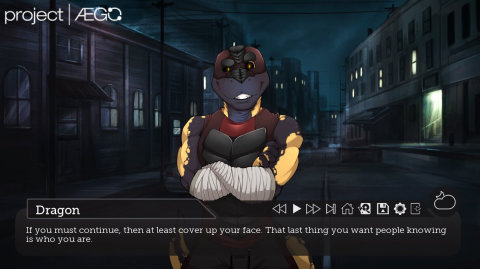 project | ÆGO
Dragon
If you must continue, then at least cover up your face. That last thing you want people knowing
is who you are.